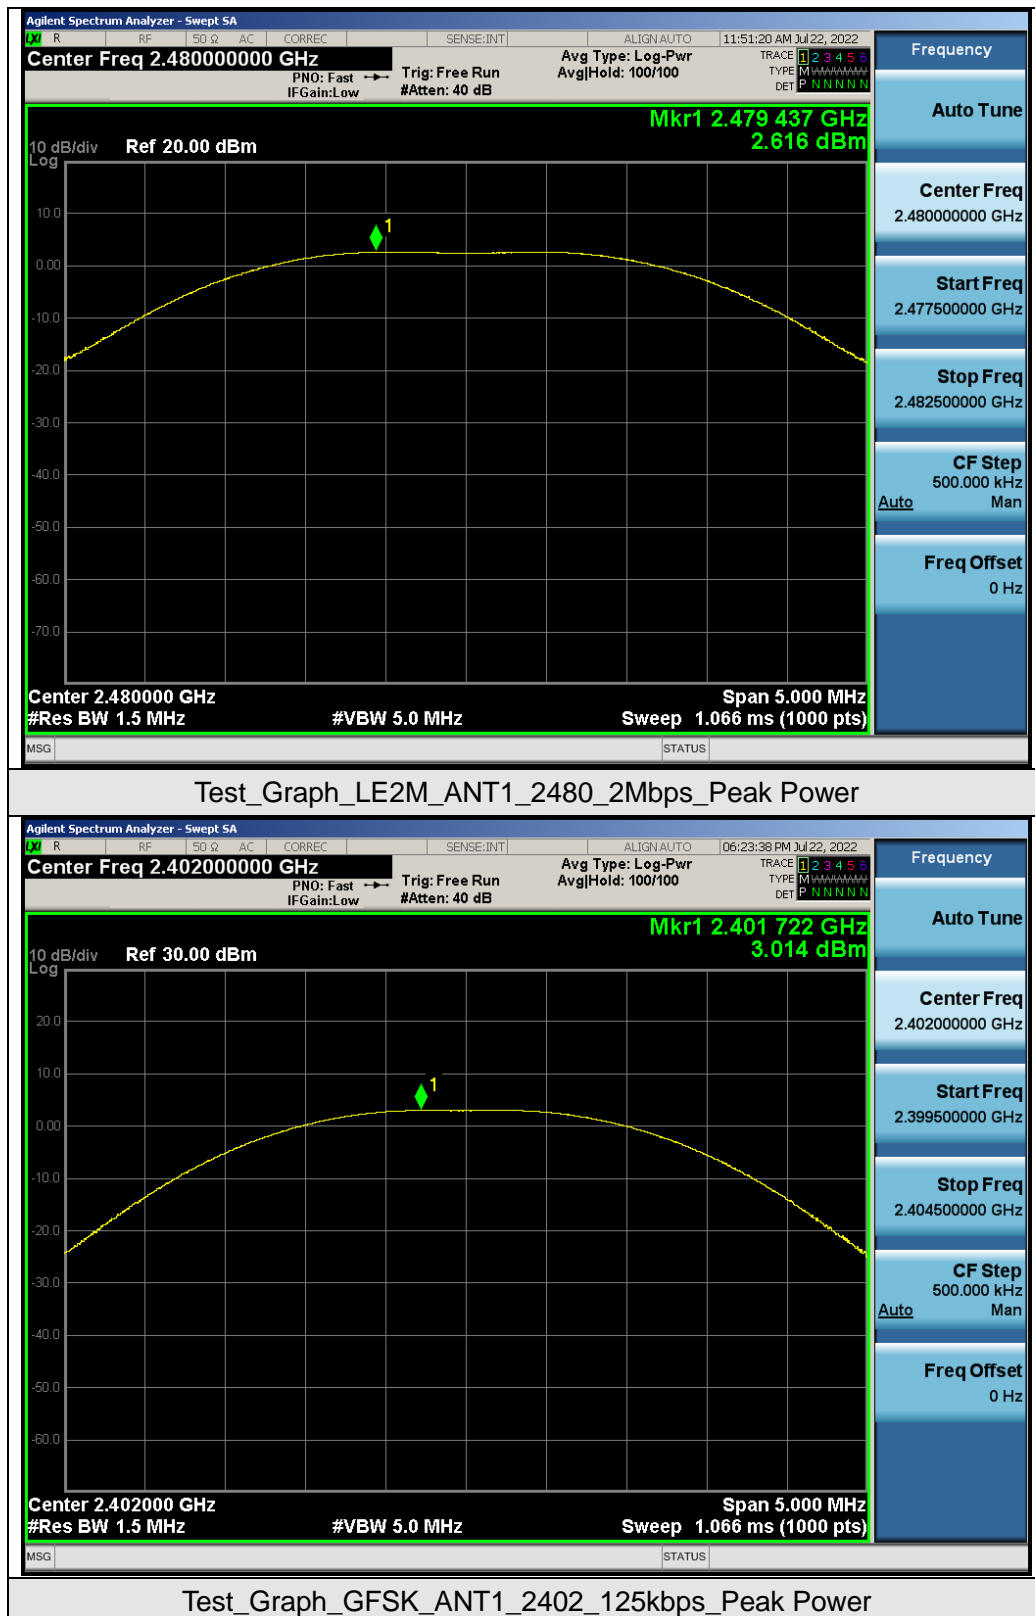 Agilent Spectrum Analyzer - Swept SA
LXI R RF 50 Ω AC CORREC SENSE:INT ALIGN AUTO 11:51:20 AM Jul 22, 2022
Center Freq 2.480000000 GHz
PNO: Fast
IFGain:Low
Trig: Free Run
#Atten: 40 dB
Avg Type: Log-Pwr
Avg|Hold: 100/100
TRACE 1 2 3 4 5 6
TYPE M WWWWW
DET P N N N N N
Mkr1 2.479 437 GHz
2.616 dBm
10 dB/div Ref 20.00 dBm
Log
10.0
0.00
-10.0
-20.0
-30.0
-40.0
-50.0
-60.0
-70.0
1
Center 2.480000 GHz Span 5.000 MHz
#Res BW 1.5 MHz #VBW 5.0 MHz Sweep 1.066 ms (1000 pts)
MSG STATUS
Frequency
Auto Tune
Center Freq
2.480000000 GHz
Start Freq
2.477500000 GHz
Stop Freq
2.482500000 GHz
CF Step
500.000 kHz
Auto Man
Freq Offset
0 Hz
Test_Graph_LE2M_ANT1_2480_2Mbps_Peak Power
Agilent Spectrum Analyzer - Swept SA
LXI R RF 50 Ω AC CORREC SENSE:INT ALIGN AUTO 06:23:38 PM Jul 22, 2022
Center Freq 2.402000000 GHz
PNO: Fast
IFGain:Low
Trig: Free Run
#Atten: 40 dB
Avg Type: Log-Pwr
Avg|Hold: 100/100
TRACE 1 2 3 4 5 6
TYPE M WWWWW
DET P N N N N N
Mkr1 2.401 722 GHz
3.014 dBm
10 dB/div Ref 30.00 dBm
Log
20.0
10.0
0.00
-10.0
-20.0
-30.0
-40.0
-50.0
-60.0
1
Center 2.402000 GHz Span 5.000 MHz
#Res BW 1.5 MHz #VBW 5.0 MHz Sweep 1.066 ms (1000 pts)
MSG STATUS
Frequency
Auto Tune
Center Freq
2.402000000 GHz
Start Freq
2.399500000 GHz
Stop Freq
2.404500000 GHz
CF Step
500.000 kHz
Auto Man
Freq Offset
0 Hz
Test_Graph_GFSK_ANT1_2402_125kbps_Peak Power